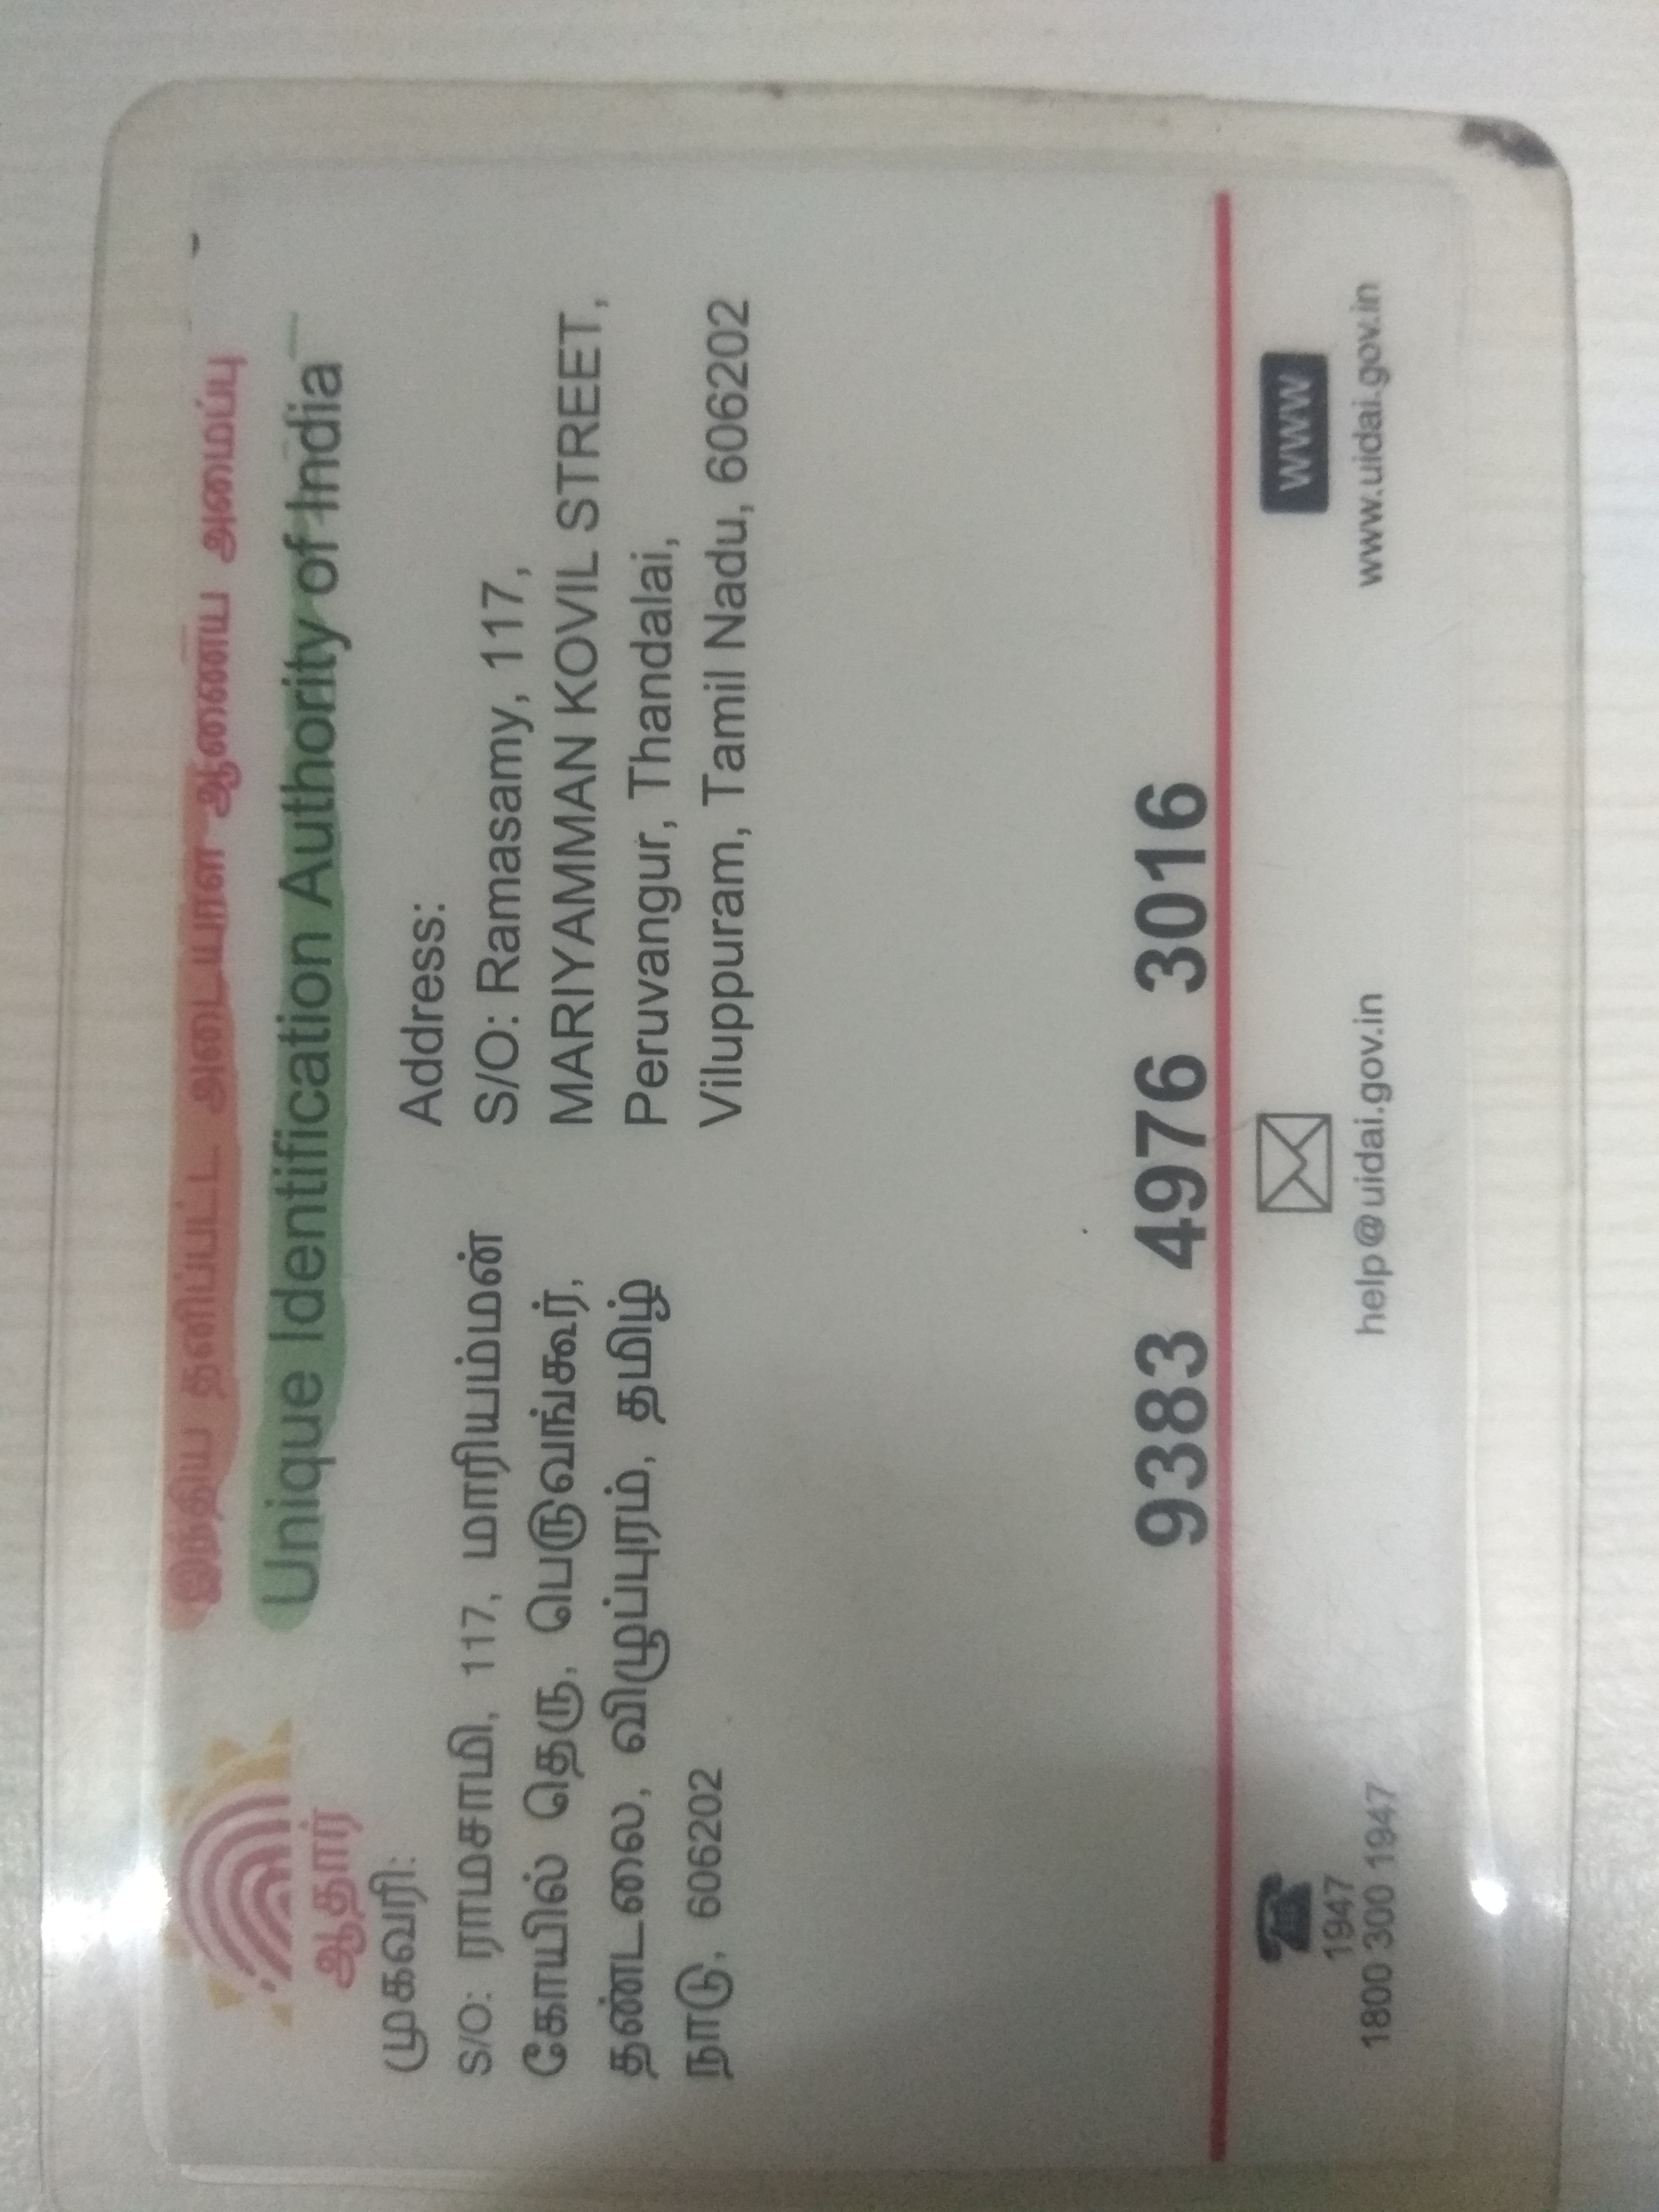 இந்திய தனிப்பட்ட அடையாள ஆணைய அமைப்பு
Unique Identification Authority of India
ஆதார்
முகவரி:
S/O: ராமசாமி, 117, மாரியம்மன்
கோயில் தெரு, பெருவங்கூர்,
தண்டலை, விழுப்புரம், தமிழ்
நாடு, 606202
Address:
S/O: Ramasamy, 117,
MARIYAMMAN KOVIL STREET,
Peruvangur, Thandalai,
Viluppuram, Tamil Nadu, 606202
9383 4976 3016
1947
1800 300 1947
help@uidai.gov.in
WWW
www.uidai.gov.in